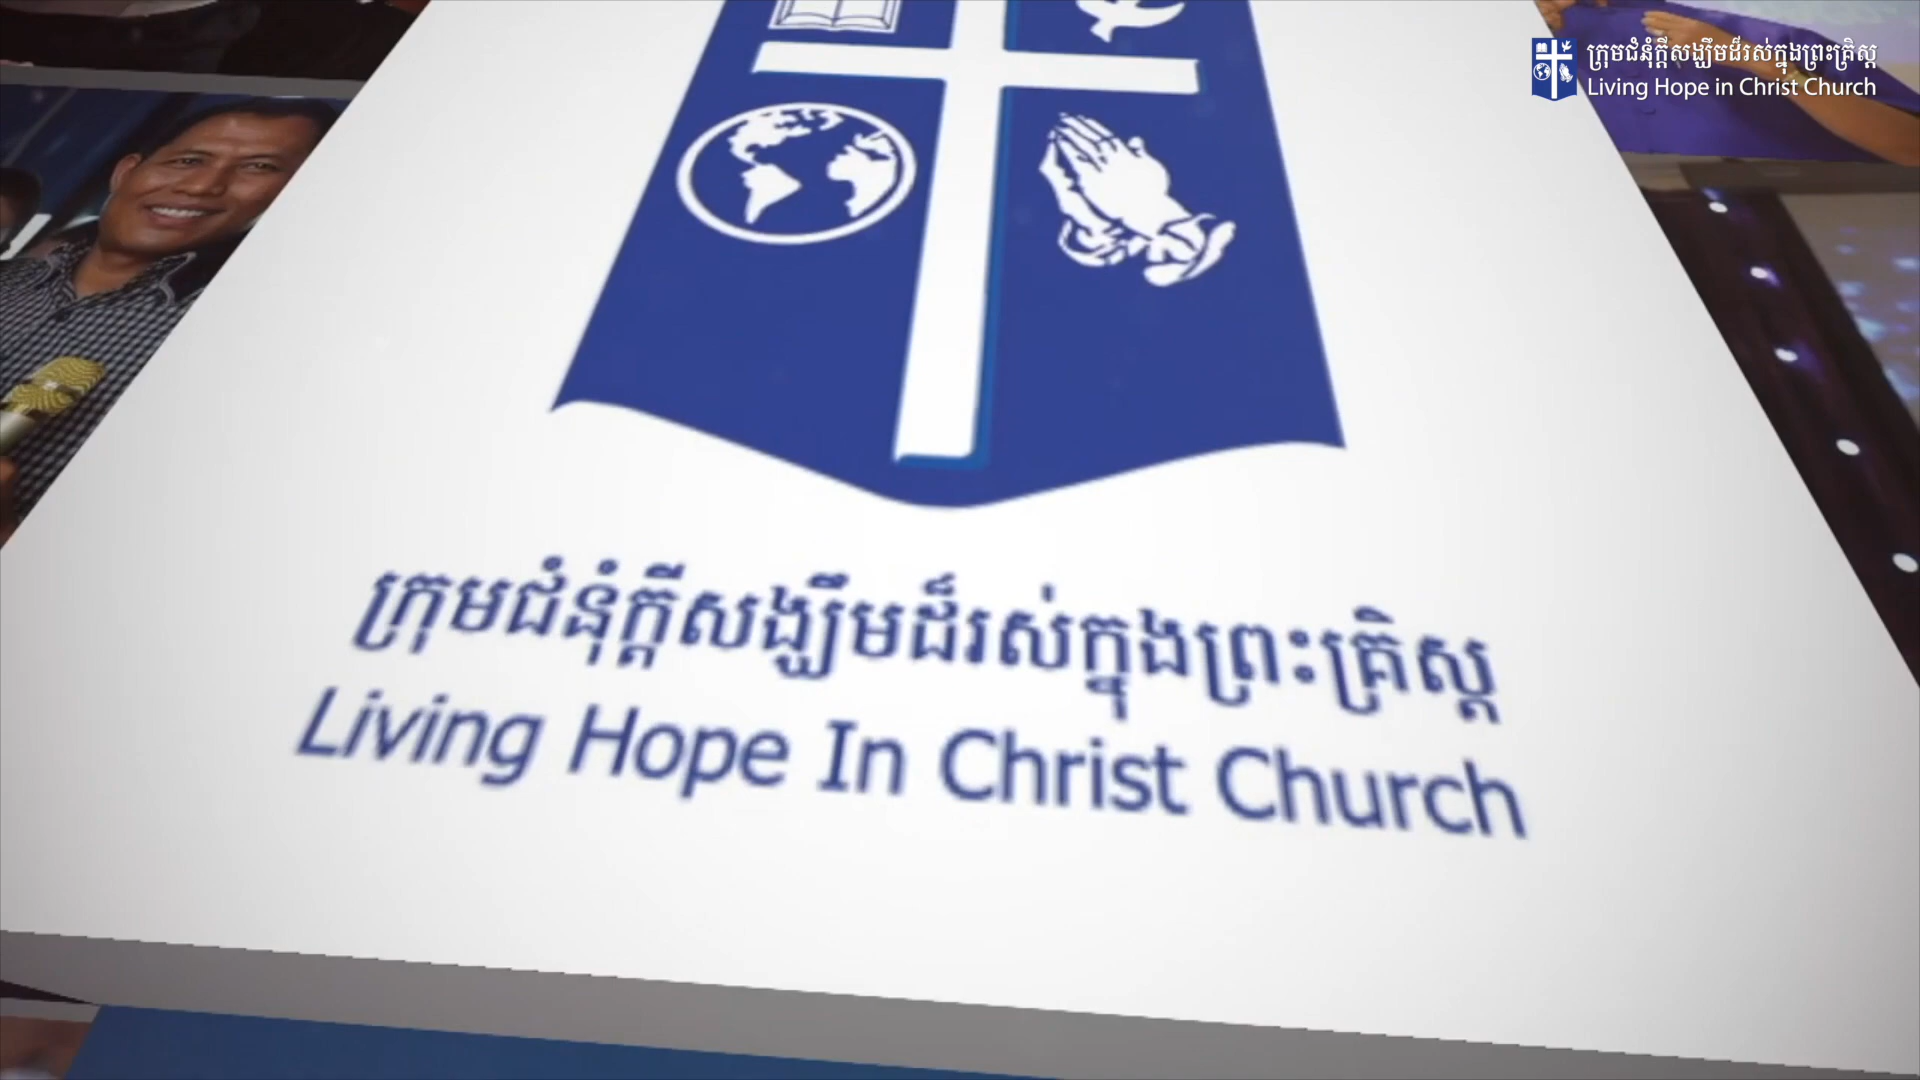 ក្រុមជំនុំក្ដីសង្ឃឹមដ៏រស់ក្នុងព្រះគ្រិស្ត
Living Hope in Christ Church
ក្រុមជំនុំក្ដីសង្ឃឹមដ៏រស់ក្នុងព្រះគ្រិស្ត
Living Hope In Christ Church